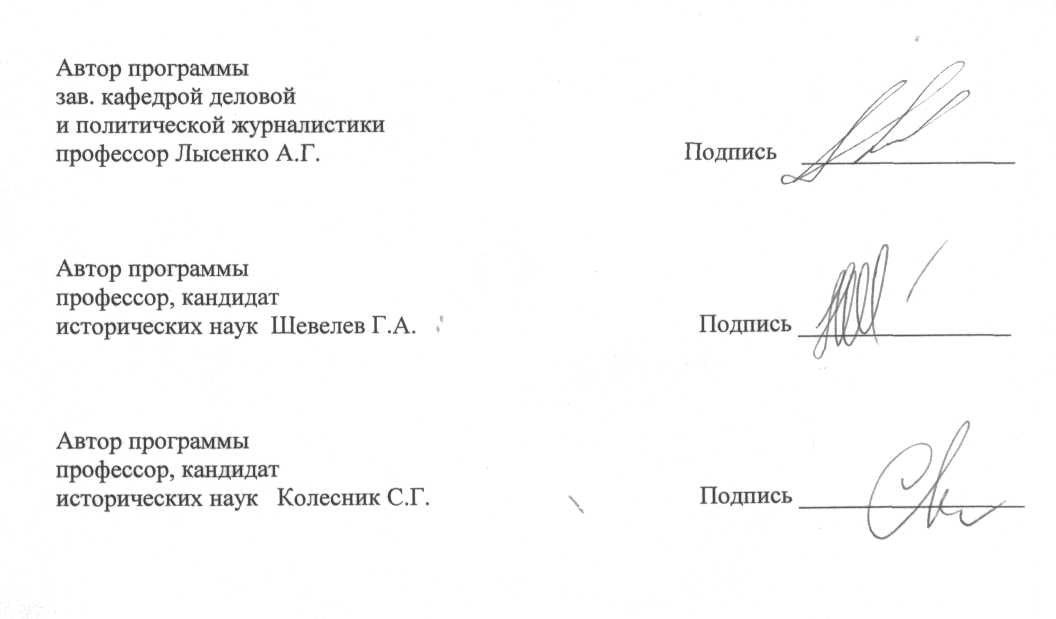 Автор программы
зав. кафедрой деловой
и политической журналистики
профессор Лысенко А.Г. Подпись
Автор программы
профессор, кандидат
исторических наук Шевелев Г.А. Подпись
Автор программы
профессор, кандидат
исторических наук Колесник С.Г. Подпись